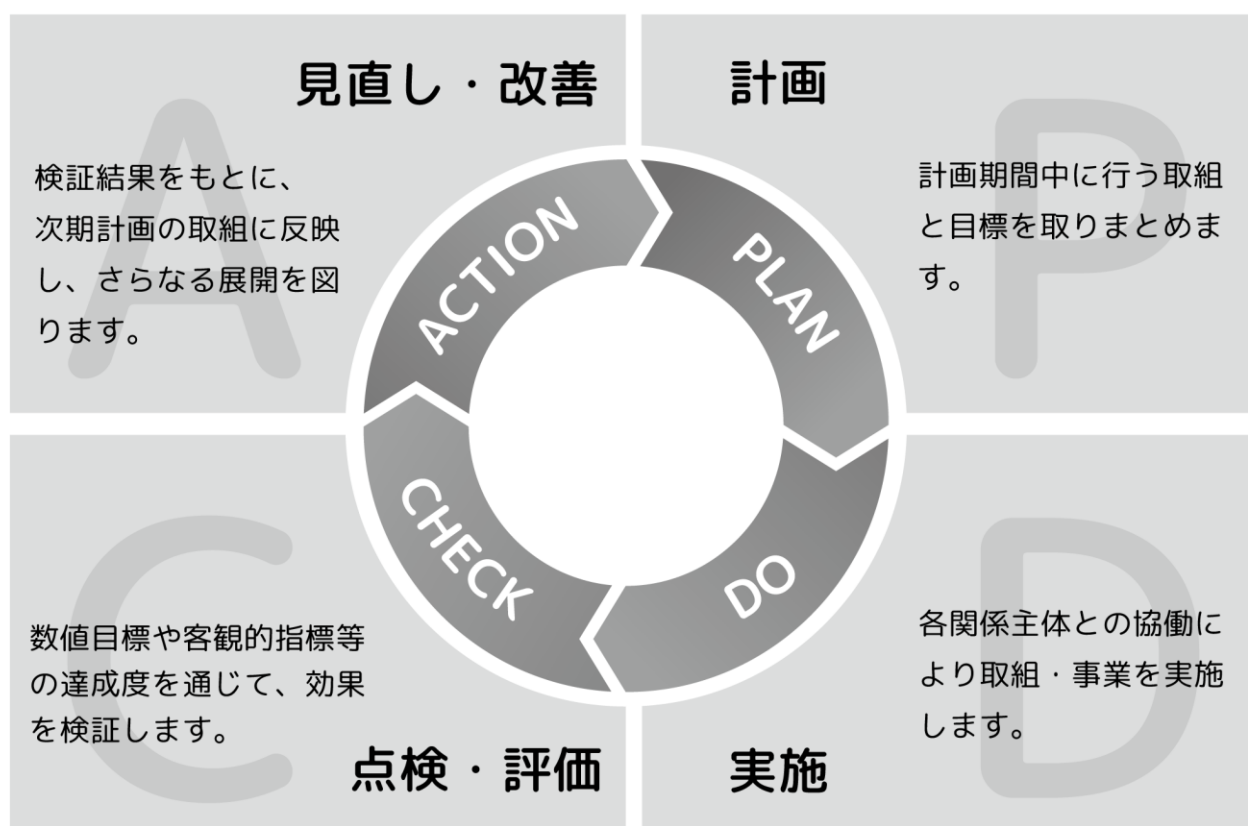 見直し・改善
検証結果をもとに、
次期計画の取組に反映
し、さらなる展開を図
ります。
A
ACTION
計画
計画期間中に行う取組
と目標を取りまとめま
す。
P
PLAN
数値目標や客観的指標等
の達成度を通じて、効果
を検証します。
点検・評価
C
CHECK
各関係主体との協働に
より取組・事業を実施
します。
実施
D
DO